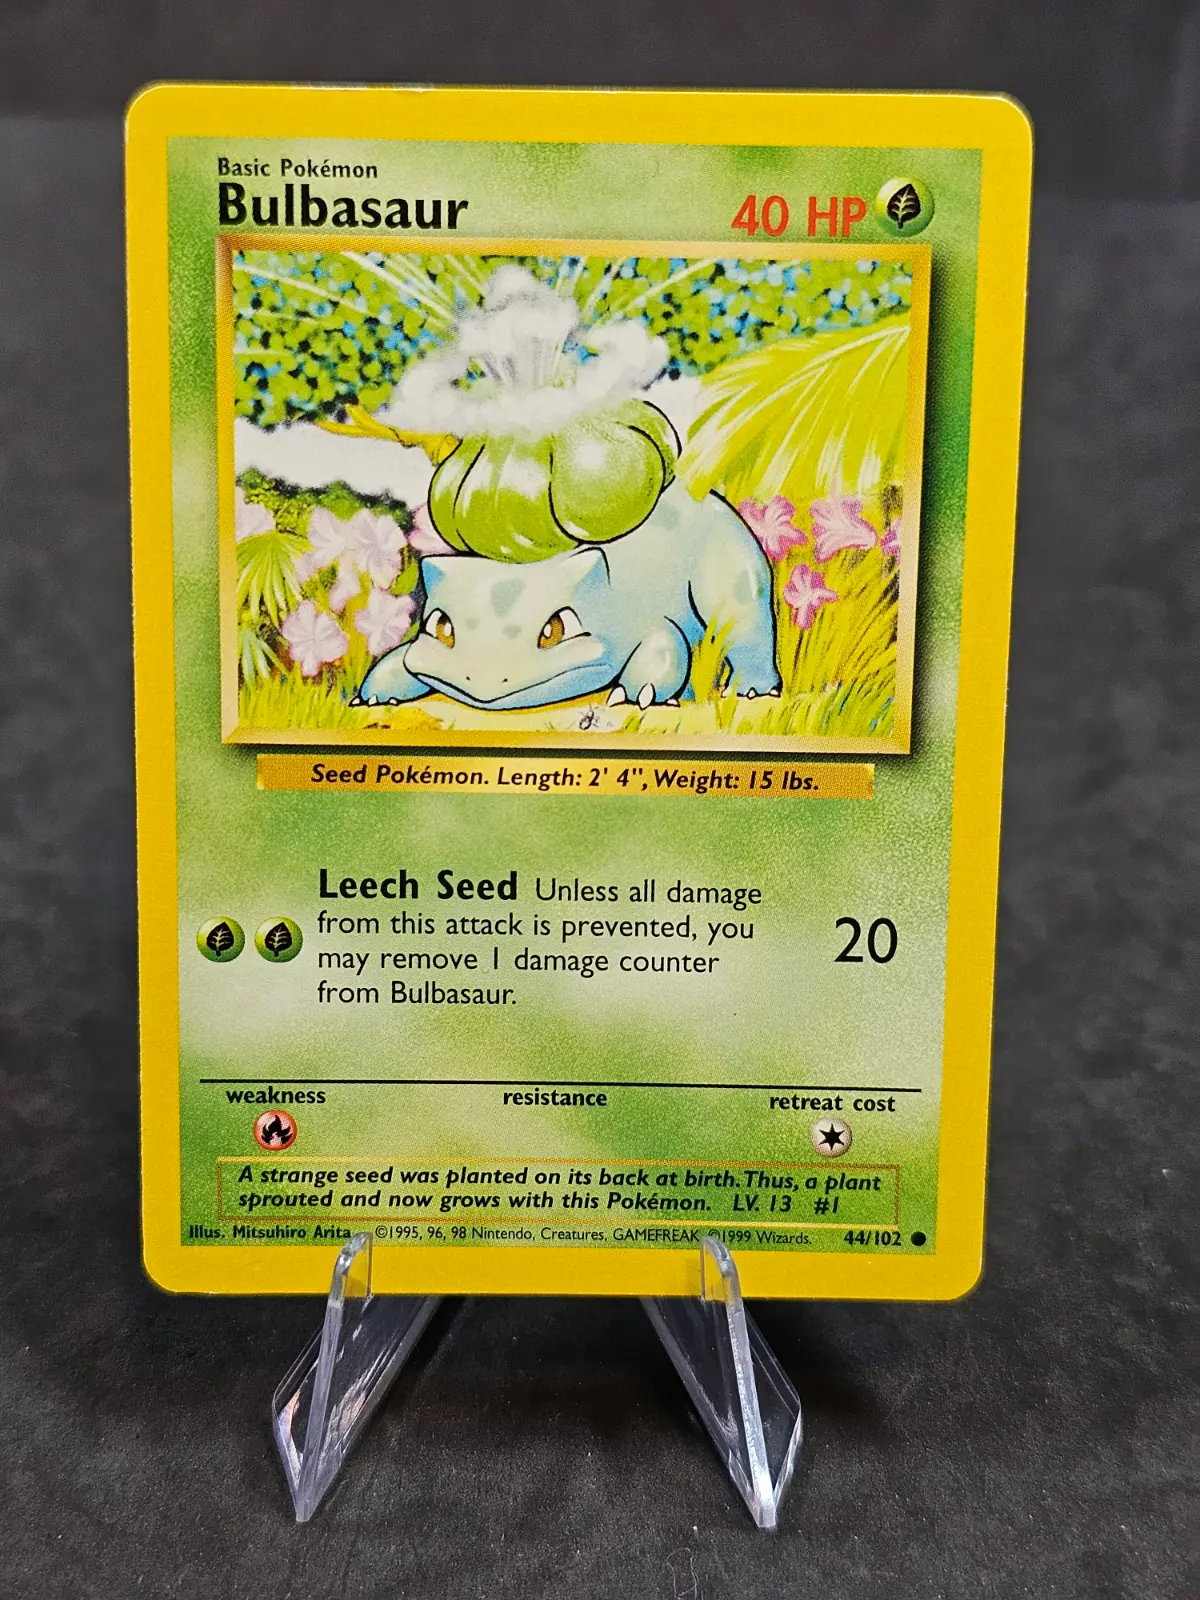 Basic Pokémon
Bulbasaur
40 HP
Seed Pokémon. Length: 2' 4", Weight: 15 lbs.
Leech Seed Unless all damage
from this attack is prevented, you
may remove 1 damage counter
from Bulbasaur.
20
weakness resistance retreat cost
A strange seed was planted on its back at birth. Thus, a plant
sprouted and now grows with this Pokémon. LV. 13 #1
Illus. Mitsuhiro Arita ©1995, 96, 98 Nintendo, Creatures, GAMEFREAK ©1999 Wizards. 44/102